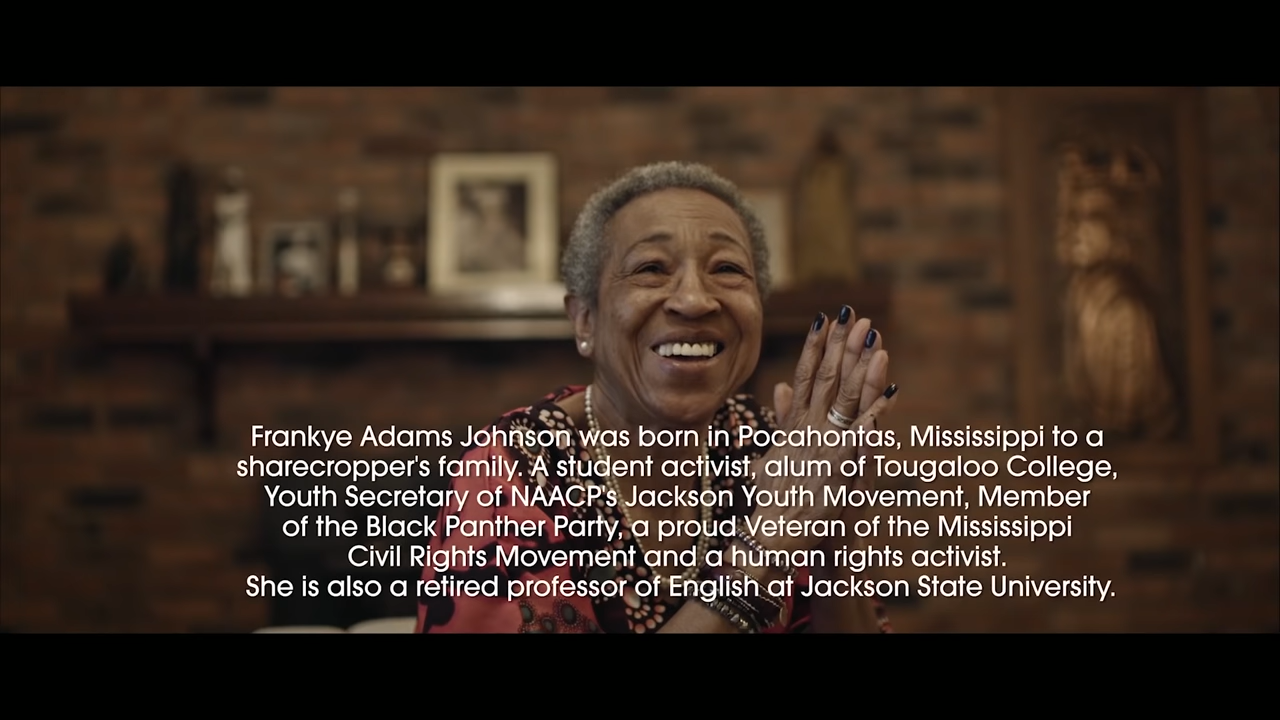 Frankye Adams Johnson was born in Pocahontas, Mississippi to a
sharecropper's family. A student activist, alum of Tougaloo College,
Youth Secretary of NAACP's Jackson Youth Movement, Member
of the Black Panther Party, a proud Veteran of the Mississippi
Civil Rights Movement and a human rights activist.
She is also a retired professor of English at Jackson State University.